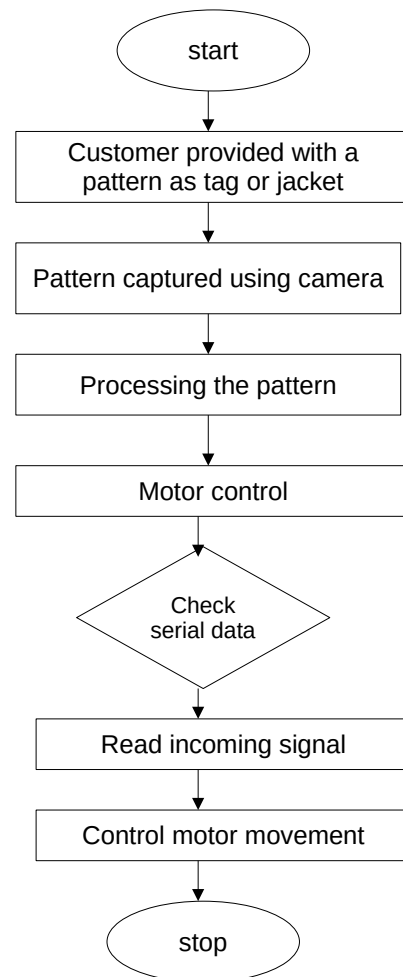 start
Customer provided with a
pattern as tag or jacket
Pattern captured using camera
Processing the pattern
Motor control
Check
serial data
Read incoming signal
Control motor movement
stop